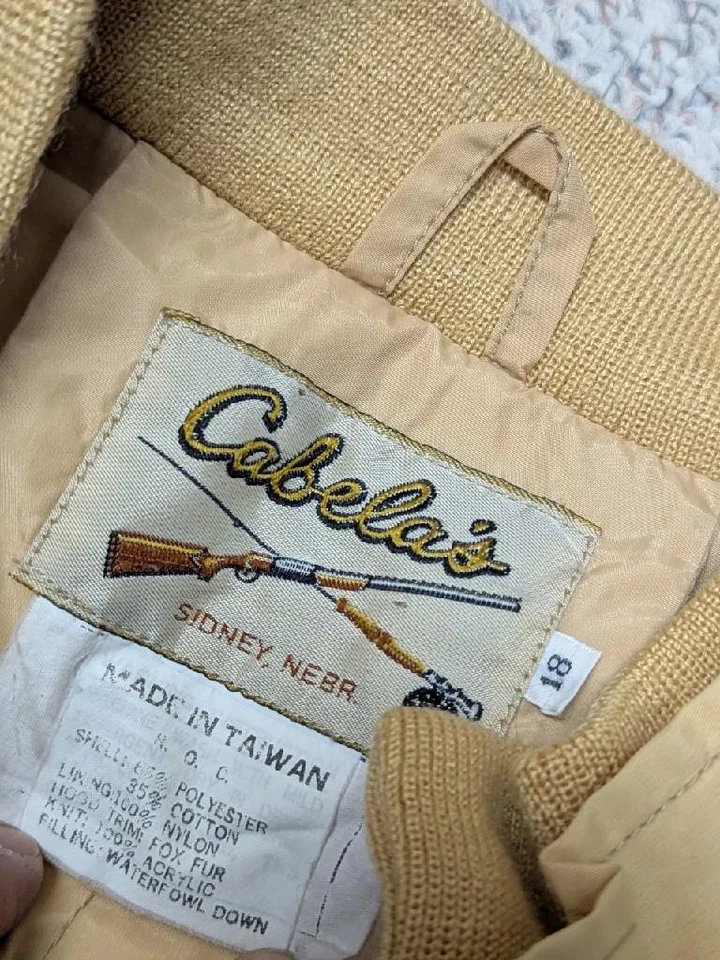 Cabela's
SIDNEY, NEBR.
18
MADE IN TAIWAN
R. O. C.
SHELL: 65% POLYESTER
35% COTTON
LINING: 100% NYLON
HOOD TRIM: FOX FUR
KNIT: 100% ACRYLIC
FILLING: WATERFOWL DOWN